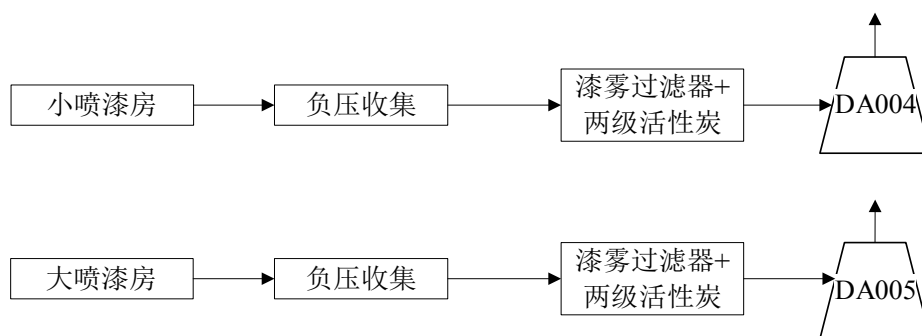 小喷漆房
负压收集
漆雾过滤器+
两级活性炭
DA004
大喷漆房
负压收集
漆雾过滤器+
两级活性炭
DA005